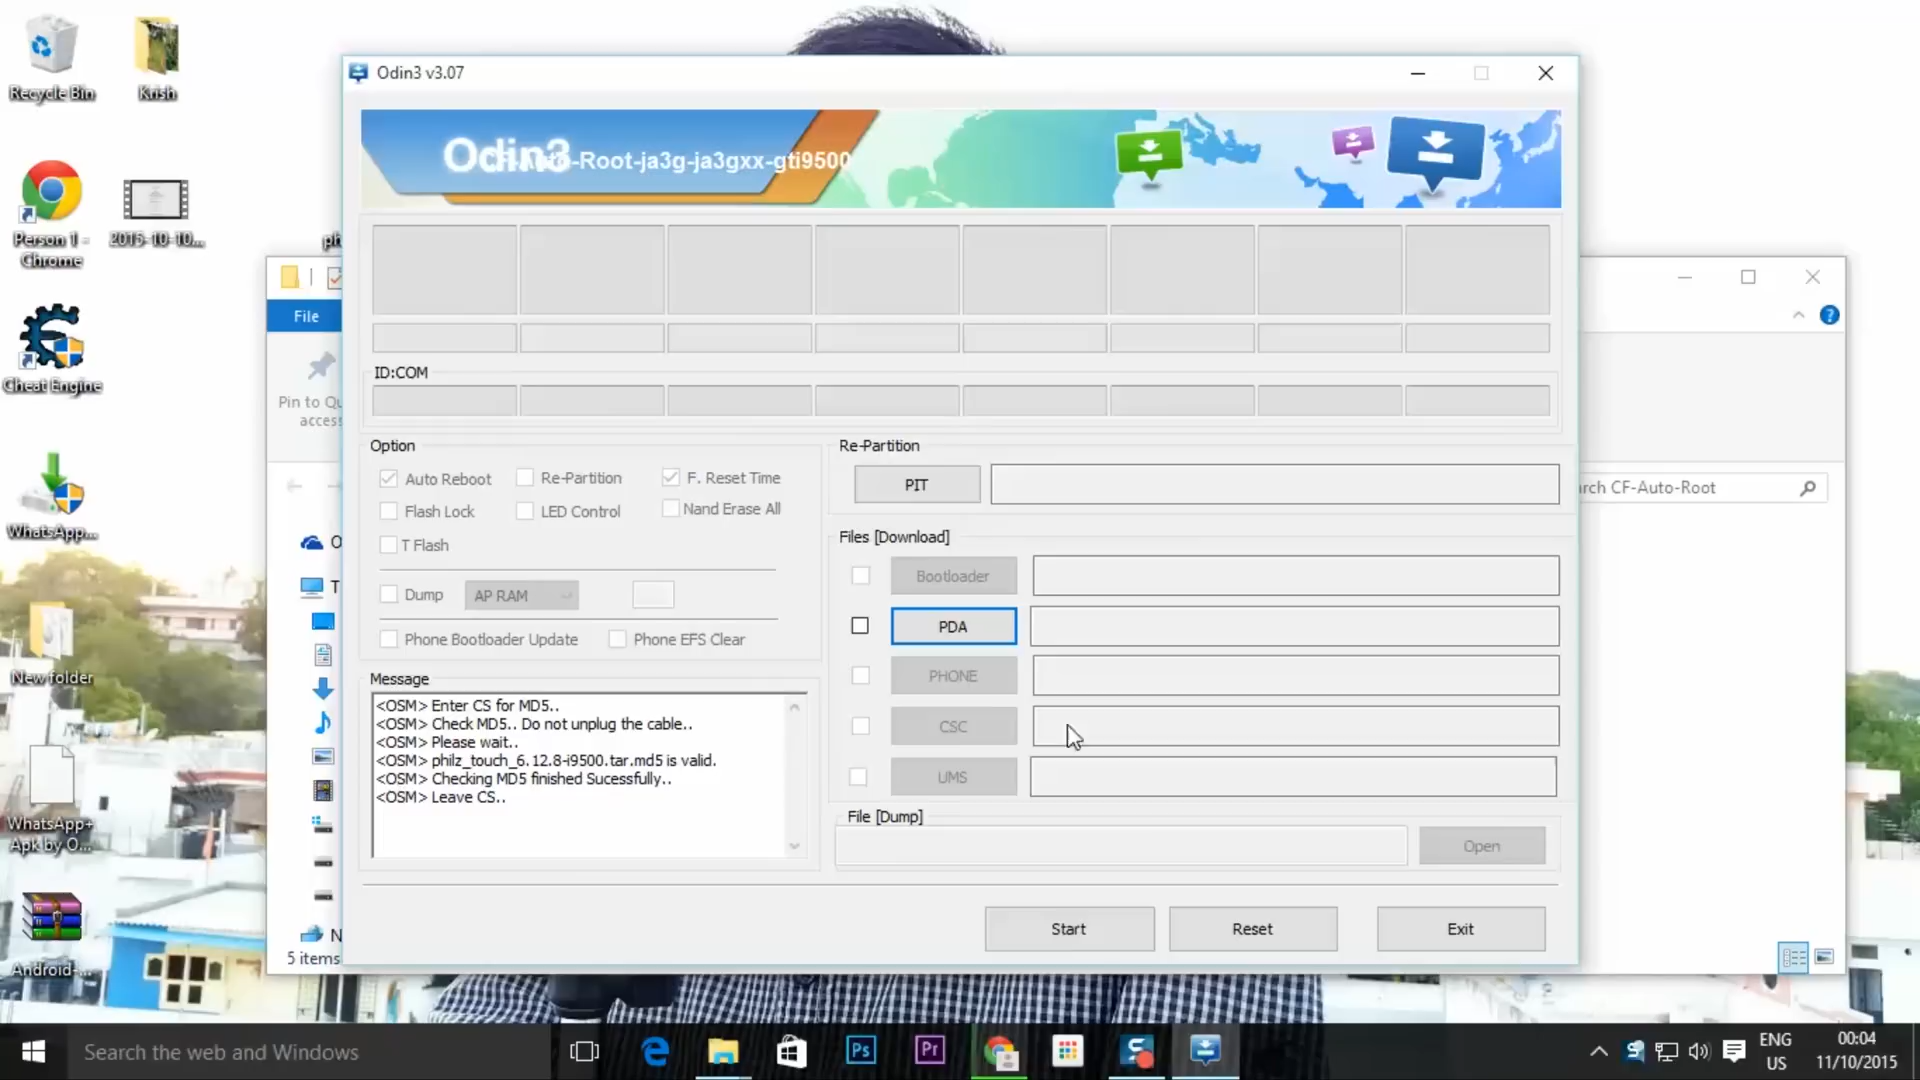 Recycle Bin
Krish
Person 1 -
Chrome
2015-10-10...
Cheat Engine
WhatsApp...
New folder
WhatsApp+
Apk by O...
Android-...
ph
File
Pin to Qu
access
5 items
rch CF-Auto-Root
Odin3 v3.07
Odin3
-Auto-Root-ja3g-ja3gxx-gti9500
ID:COM
Option
Auto Reboot
Re-Partition
F. Reset Time
Flash Lock
LED Control
Nand Erase All
T Flash
Dump
AP RAM
Phone Bootloader Update
Phone EFS Clear
Message
<OSM> Enter CS for MD5..
<OSM> Check MD5.. Do not unplug the cable..
<OSM> Please wait..
<OSM> philz_touch_6.12.8-i9500.tar.md5 is valid.
<OSM> Checking MD5 finished Sucessfully..
<OSM> Leave CS..
Re-Partition
PIT
Files [Download]
Bootloader
PDA
PHONE
CSC
UMS
File [Dump]
Open
Start
Reset
Exit
Search the web and Windows
Ps
Pr
ENG
US
00:04
11/10/2015